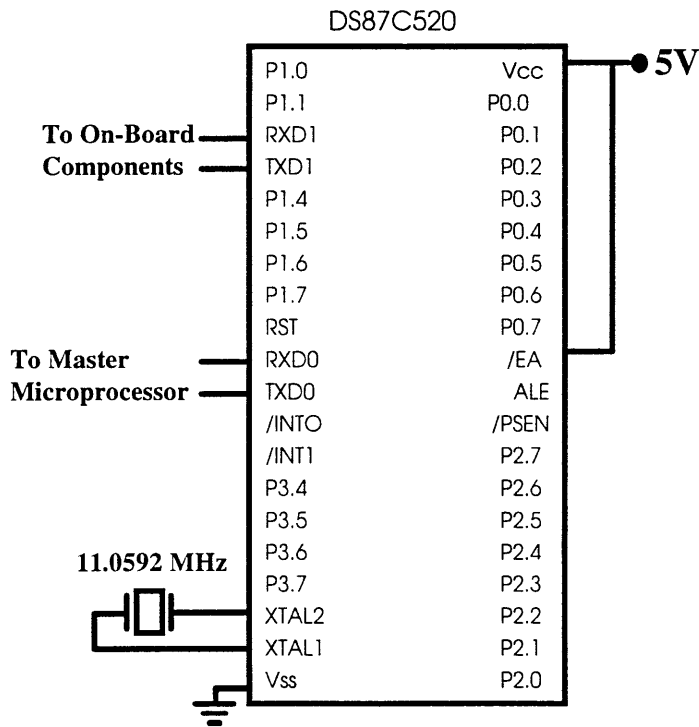 DS87C520
P1.0 Vcc 5V
P1.1 P0.0
To On-Board RXD1 P0.1
Components TXD1 P0.2
P1.4 P0.3
P1.5 P0.4
P1.6 P0.5
P1.7 P0.6
RST P0.7
To Master RXD0 /EA
Microprocessor TXD0 ALE
/INTO /PSEN
/INT1 P2.7
P3.4 P2.6
P3.5 P2.5
P3.6 P2.4
11.0592 MHz P3.7 P2.3
XTAL2 P2.2
XTAL1 P2.1
Vss P2.0